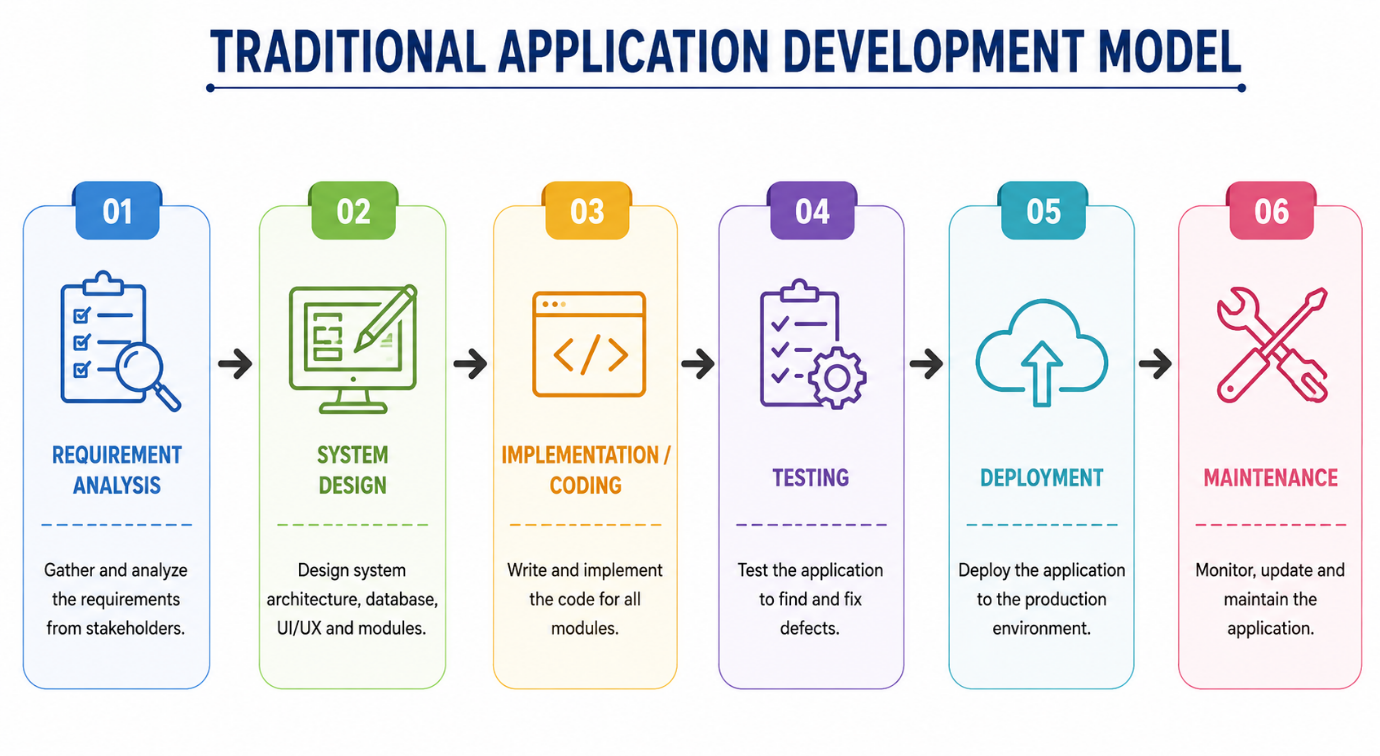 TRADITIONAL APPLICATION DEVELOPMENT MODEL
01
REQUIREMENT
ANALYSIS
Gather and analyze
the requirements
from stakeholders.
02
SYSTEM
DESIGN
Design system
architecture, database,
UI/UX and modules.
03
IMPLEMENTATION /
CODING
Write and implement
the code for all
modules.
04
TESTING
Test the application
to find and fix
defects.
05
DEPLOYMENT
Deploy the application
to the production
environment.
06
MAINTENANCE
Monitor, update and
maintain the
application.